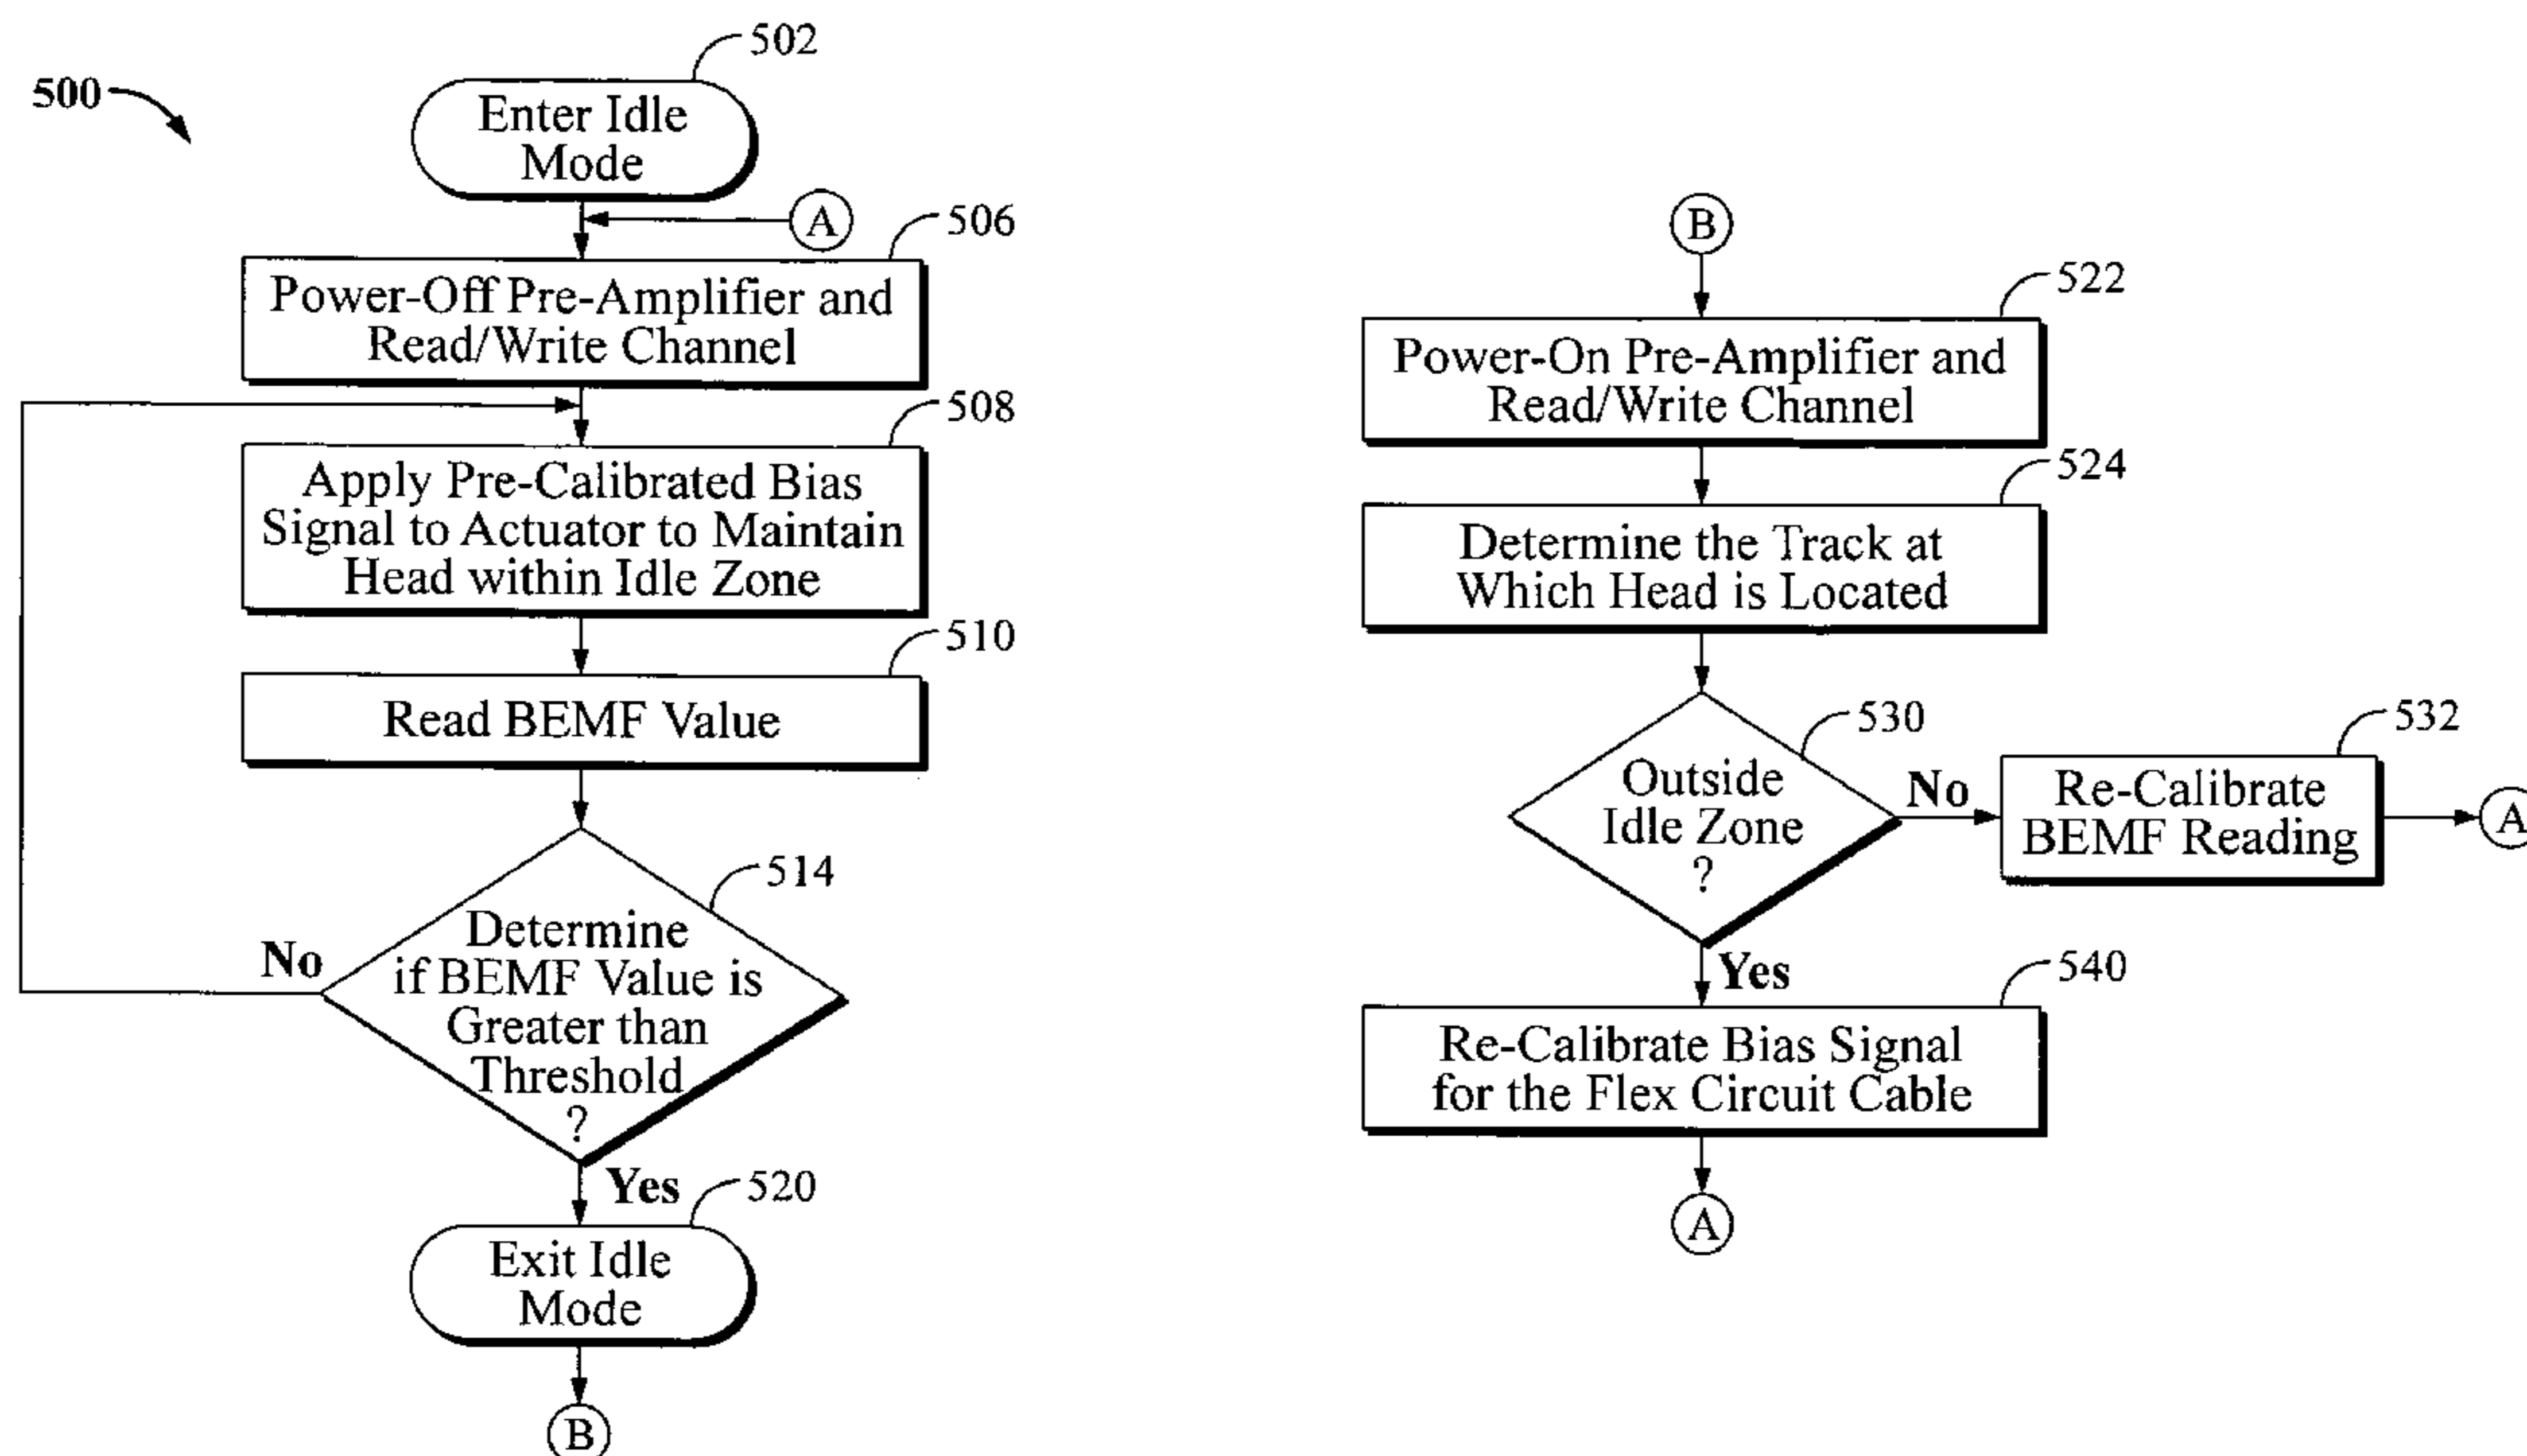 500
502
Enter Idle
Mode
A
506
Power-Off Pre-Amplifier and
Read/Write Channel
508
Apply Pre-Calibrated Bias
Signal to Actuator to Maintain
Head within Idle Zone
510
Read BEMF Value
514
Determine
if BEMF Value is
Greater than
Threshold
?
No
Yes
520
Exit Idle
Mode
B
B
522
Power-On Pre-Amplifier and
Read/Write Channel
524
Determine the Track at
Which Head is Located
530
Outside
Idle Zone
?
No
532
Re-Calibrate
BEMF Reading
A
Yes
540
Re-Calibrate Bias Signal
for the Flex Circuit Cable
A